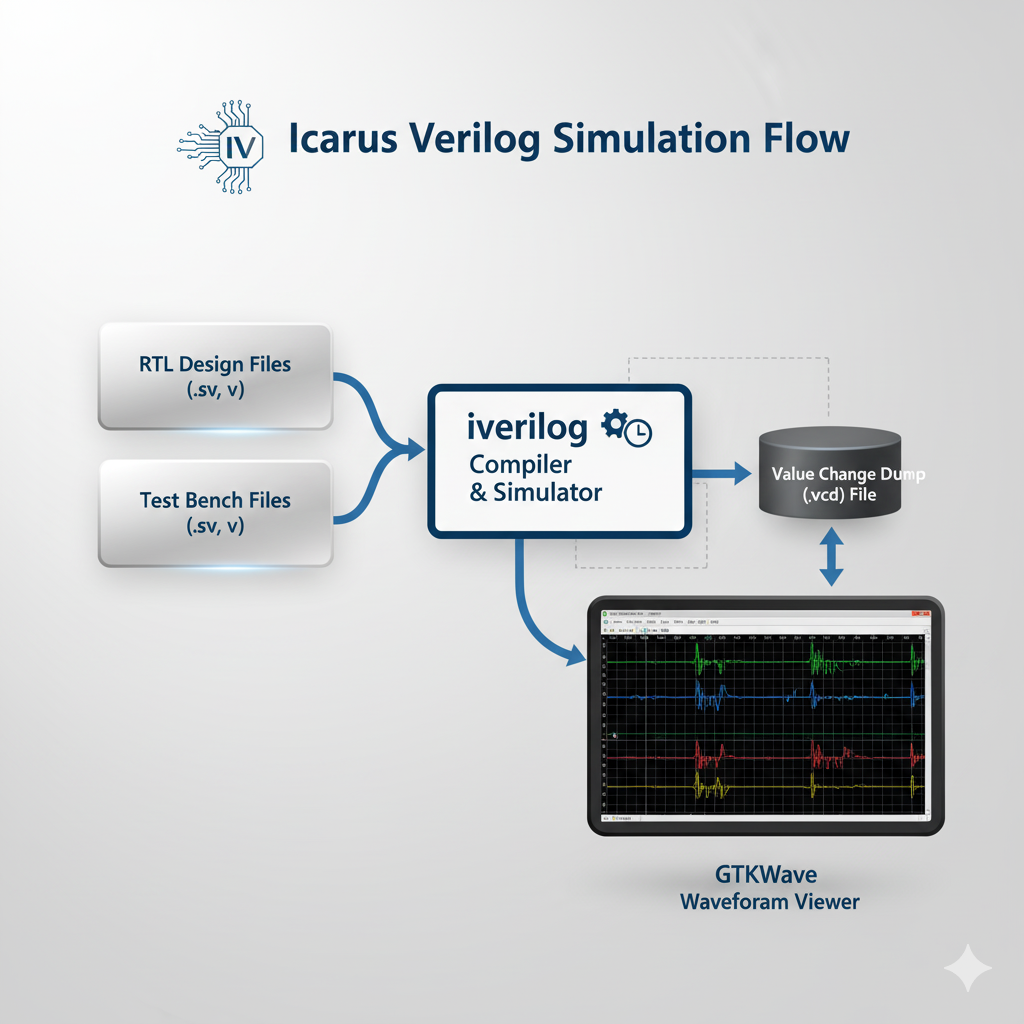 IV
Icarus Verilog Simulation Flow
RTL Design Files
(.sv, v)
Test Bench Files
(.sv, v)
iverilog
Compiler
& Simulator
Value Change Dump
(.vcd) File
GTKWave
Waveforam Viewer